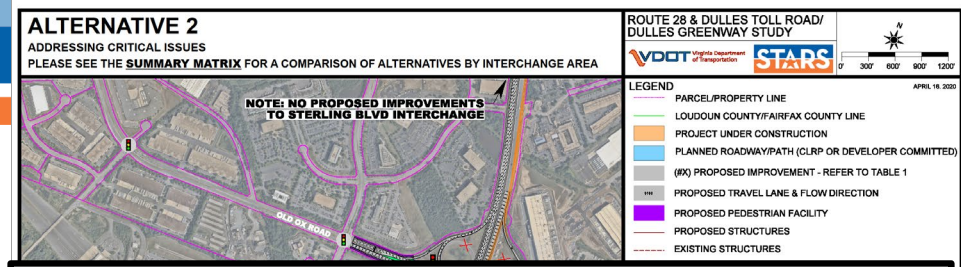 ALTERNATIVE 2
ADDRESSING CRITICAL ISSUES
PLEASE SEE THE SUMMARY MATRIX FOR A COMPARISON OF ALTERNATIVES BY INTERCHANGE AREA
ROUTE 28 & DULLES TOLL ROAD/
DULLES GREENWAY STUDY
VDOT Virginia Department
of Transportation
STARS
N
0' 300' 600' 900' 1200'
NOTE: NO PROPOSED IMPROVEMENTS
TO STERLING BLVD INTERCHANGE
OLD OX ROAD
LEGEND
APRIL 16, 2020
PARCEL/PROPERTY LINE
LOUDOUN COUNTY/FAIRFAX COUNTY LINE
PROJECT UNDER CONSTRUCTION
PLANNED ROADWAY/PATH (CLRP OR DEVELOPER COMMITTED)
(#X) PROPOSED IMPROVEMENT - REFER TO TABLE 1
PROPOSED TRAVEL LANE & FLOW DIRECTION
PROPOSED PEDESTRIAN FACILITY
PROPOSED STRUCTURES
EXISTING STRUCTURES